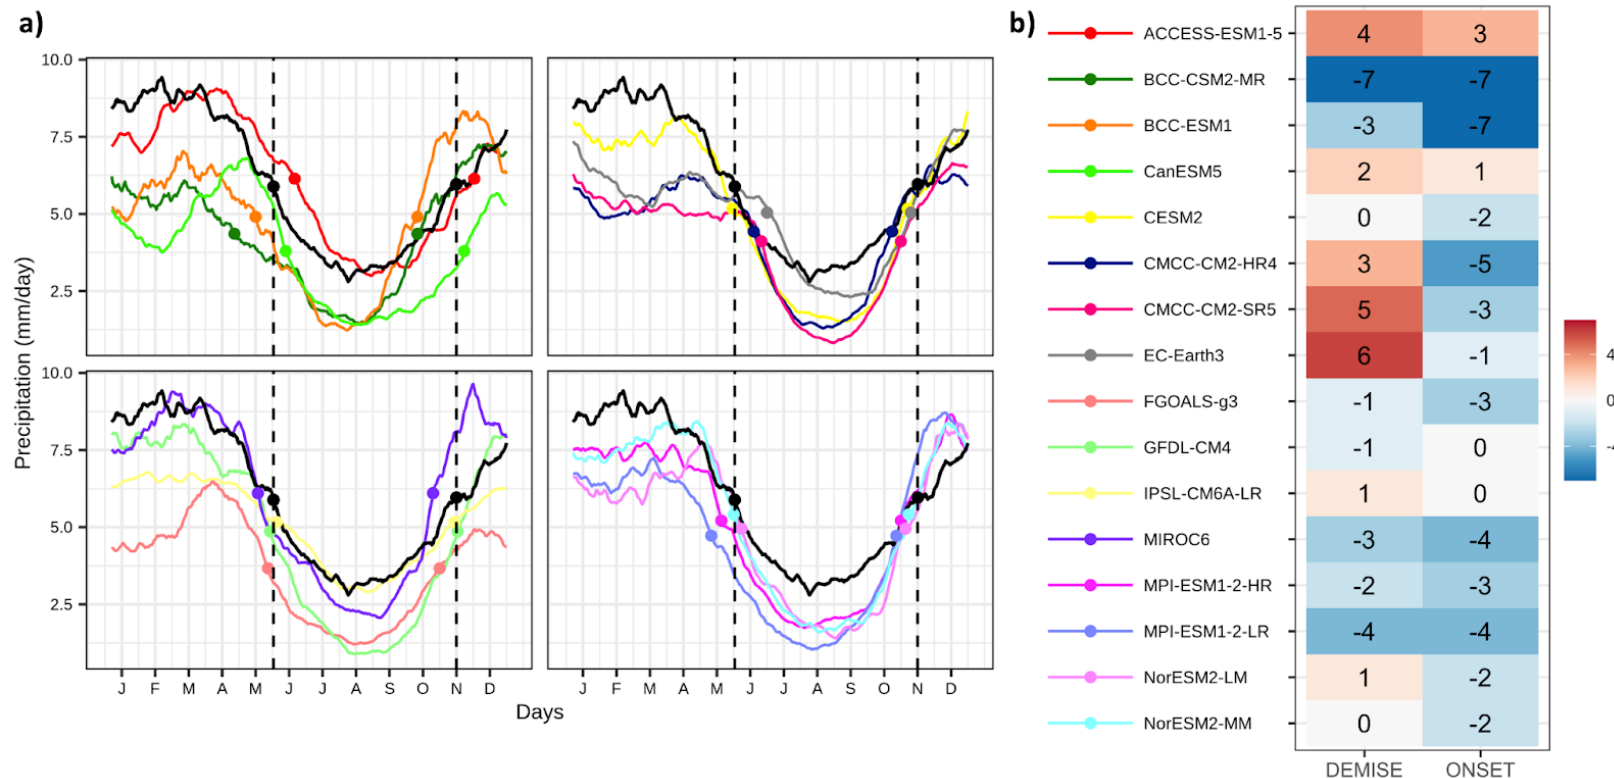 a)
10.0
7.5
5.0
2.5
10.0
7.5
5.0
2.5
Precipitation (mm/day)
J F M A M J J A S O N D
J F M A M J J A S O N D
Days
b)
ACCESS-ESM1-5 4 3
BCC-CSM2-MR -7 -7
BCC-ESM1 -3 -7
CanESM5 2 1
CESM2 0 -2
CMCC-CM2-HR4 3 -5
CMCC-CM2-SR5 5 -3
EC-Earth3 6 -1
FGOALS-g3 -1 -3
GFDL-CM4 -1 0
IPSL-CM6A-LR 1 0
MIROC6 -3 -4
MPI-ESM1-2-HR -2 -3
MPI-ESM1-2-LR -4 -4
NorESM2-LM 1 -2
NorESM2-MM 0 -2
DEMISE ONSET
4
0
-4